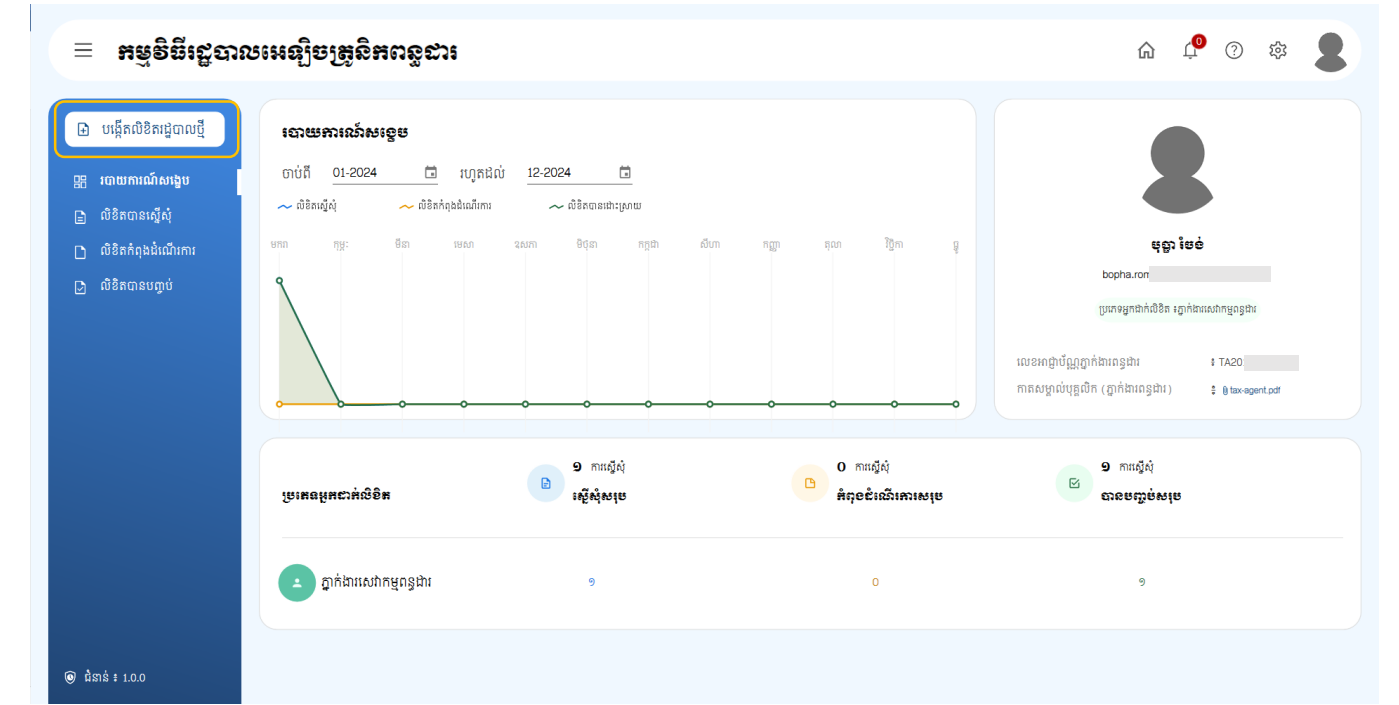 កម្មវិធីរដ្ឋបាលអេឡិចត្រូនិកពន្ធដារ
0
បង្កើតលិខិតរដ្ឋបាលថ្មី
របាយការណ៍សង្ខេប
លិខិតបានស្នើសុំ
លិខិតកំពុងដំណើរការ
លិខិតបានបញ្ចប់
ជំនាន់ ៖ 1.0.0
របាយការណ៍សង្ខេប
ចាប់ពី 01-2024 រហូតដល់ 12-2024
លិខិតស្នើសុំ លិខិតកំពុងដំណើរការ លិខិតបានដោះស្រាយ
មករា កុម្ភៈ មីនា មេសា ឧសភា មិថុនា កក្កដា សីហា កញ្ញា តុលា វិច្ឆិកា ធ្នូ
បុប្ផា រ៉ែមង៉
bopha.rom
ប្រភេទអ្នកដាក់លិខិត ៖ភ្នាក់ងារសេវាកម្មពន្ធដារ
លេខអាជ្ញាប័ណ្ណភ្នាក់ងារពន្ធដារ ៖ TA20
កាតសម្គាល់បុគ្គលិក (ភ្នាក់ងារពន្ធដារ) ៖ tax-agent.pdf
ប្រភេទអ្នកដាក់លិខិត
១ ការស្នើសុំ
ស្នើសុំសរុប
០ ការស្នើសុំ
កំពុងដំណើរការសរុប
១ ការស្នើសុំ
បានបញ្ចប់សរុប
ភ្នាក់ងារសេវាកម្មពន្ធដារ ១ ០ ១